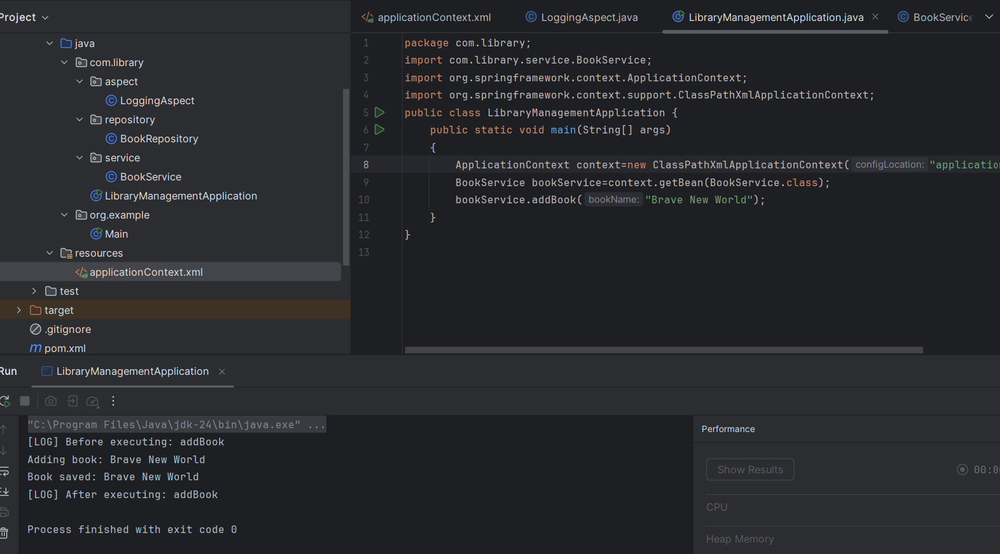 Project
java
com.library
aspect
LoggingAspect
repository
BookRepository
service
BookService
LibraryManagementApplication
org.example
Main
resources
applicationContext.xml
test
target
.gitignore
pom.xml
applicationContext.xml LoggingAspect.java LibraryManagementApplication.java BookService
1 package com.library;
2 import com.library.service.BookService;
3 import org.springframework.context.ApplicationContext;
4 import org.springframework.context.support.ClassPathXmlApplicationContext;
5 public class LibraryManagementApplication {
6 public static void main(String[] args)
7 {
8 ApplicationContext context=new ClassPathXmlApplicationContext( configLocation: "applicatio
9 BookService bookService=context.getBean(BookService.class);
10 bookService.addBook( bookName: "Brave New World");
11 }
12 }
13
Run LibraryManagementApplication
"C:\Program Files\Java\jdk-24\bin\java.exe" ...
[LOG] Before executing: addBook
Adding book: Brave New World
Book saved: Brave New World
[LOG] After executing: addBook
Process finished with exit code 0
Performance
Show Results 00:0
CPU
Heap Memory